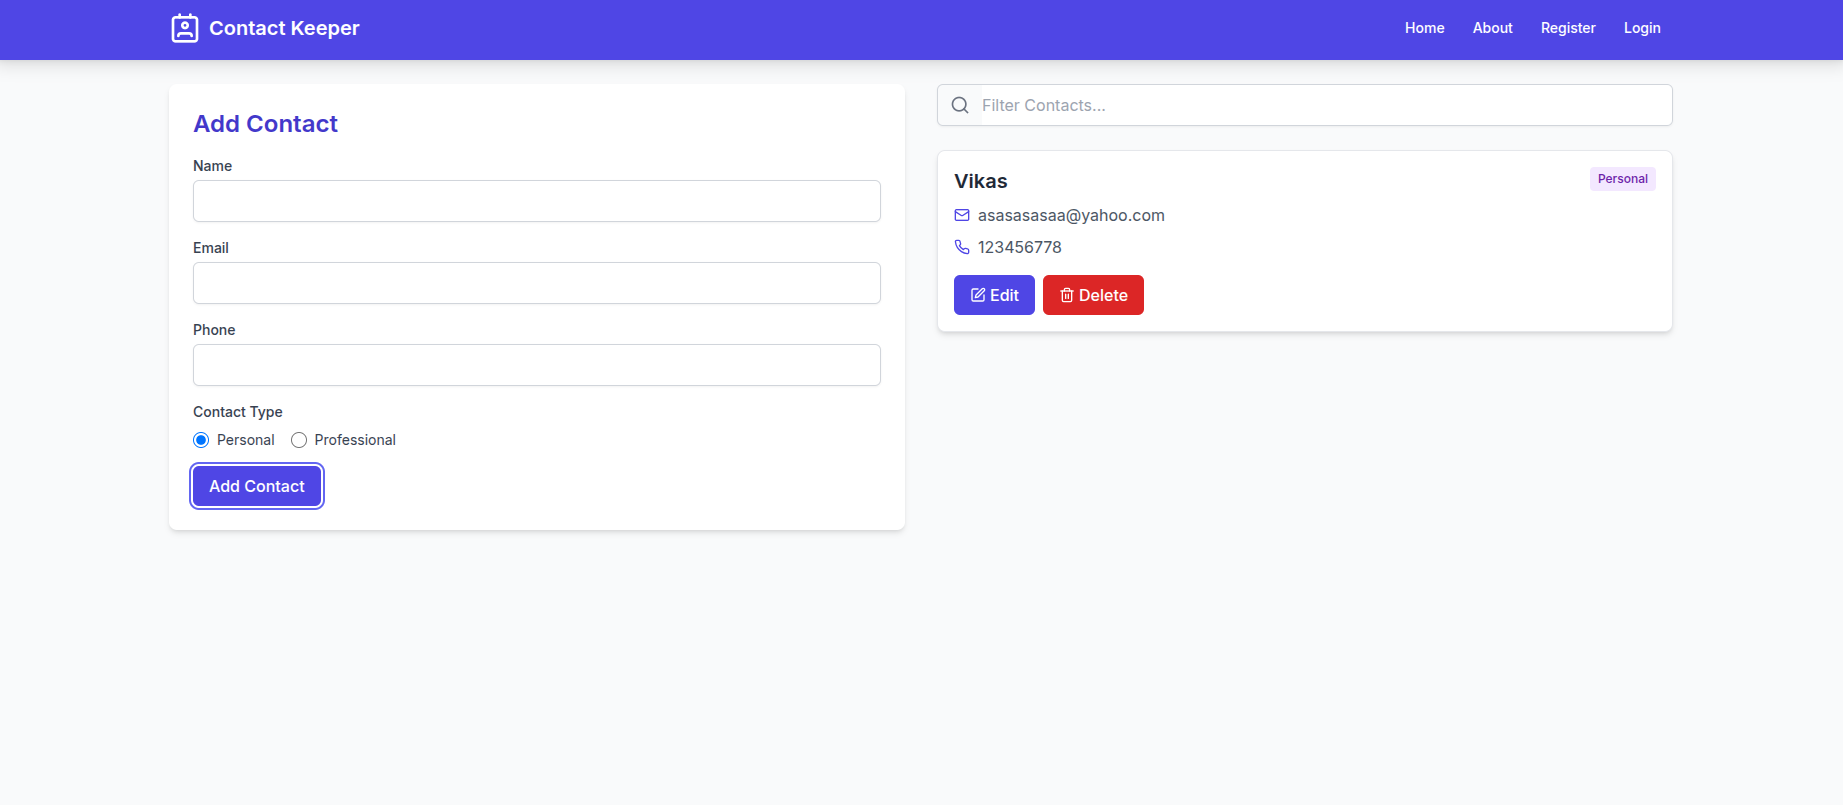 Contact Keeper
Home About Register Login
Add Contact
Name
Email
Phone
Contact Type
Personal Professional
Add Contact
Filter Contacts...
Vikas
Personal
asasasasaa@yahoo.com
123456778
Edit Delete